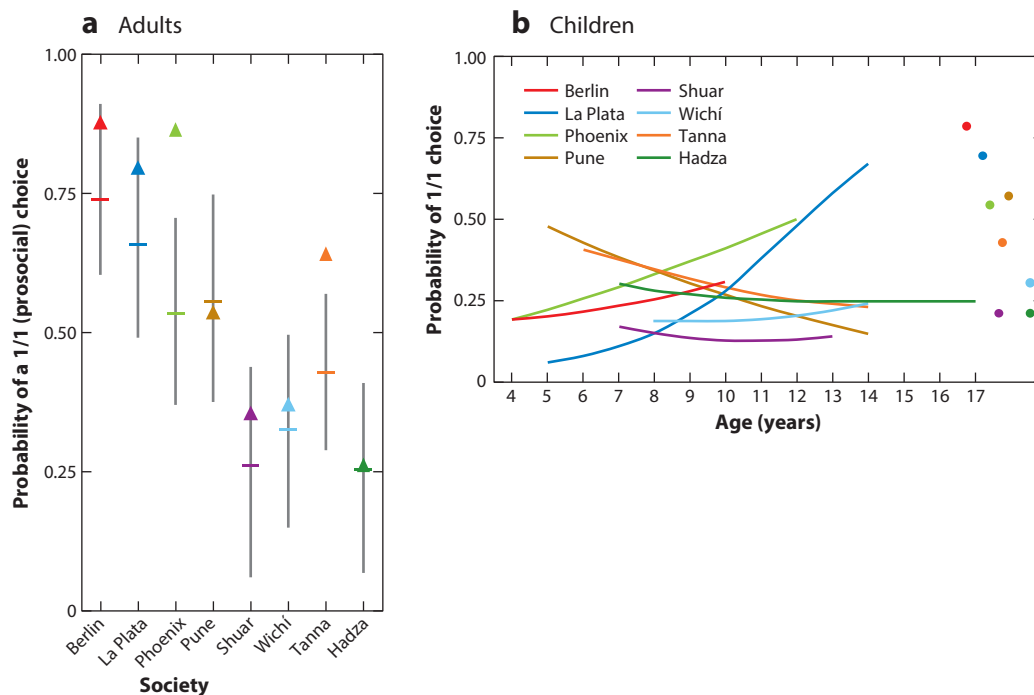 a Adults
Probability of a 1/1 (prosocial) choice
1.00
0.75
0.50
0.25
0
Berlin
La Plata
Phoenix
Pune
Shuar
Wichí
Tanna
Hadza
Society
b Children
Probability of 1/1 choice
1.00
0.75
0.50
0.25
0
Berlin
La Plata
Phoenix
Pune
Shuar
Wichí
Tanna
Hadza
4 5 6 7 8 9 10 11 12 13 14 15 16 17
Age (years)